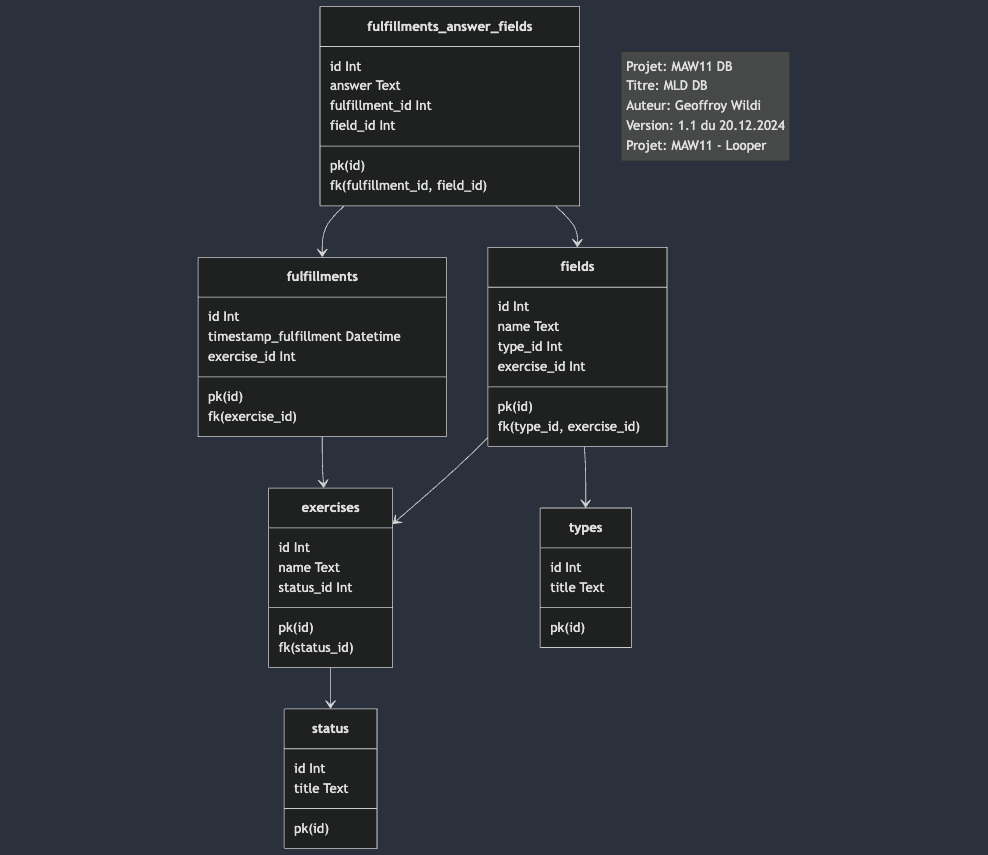 fulfillments_answer_fields
id Int
answer Text
fulfillment_id Int
field_id Int
pk(id)
fk(fulfillment_id, field_id)
Projet: MAW11 DB
Titre: MLD DB
Auteur: Geoffroy Wildi
Version: 1.1 du 20.12.2024
Projet: MAW11 - Looper
fulfillments
id Int
timestamp_fulfillment Datetime
exercise_id Int
pk(id)
fk(exercise_id)
fields
id Int
name Text
type_id Int
exercise_id Int
pk(id)
fk(type_id, exercise_id)
exercises
id Int
name Text
status_id Int
pk(id)
fk(status_id)
types
id Int
title Text
pk(id)
status
id Int
title Text
pk(id)